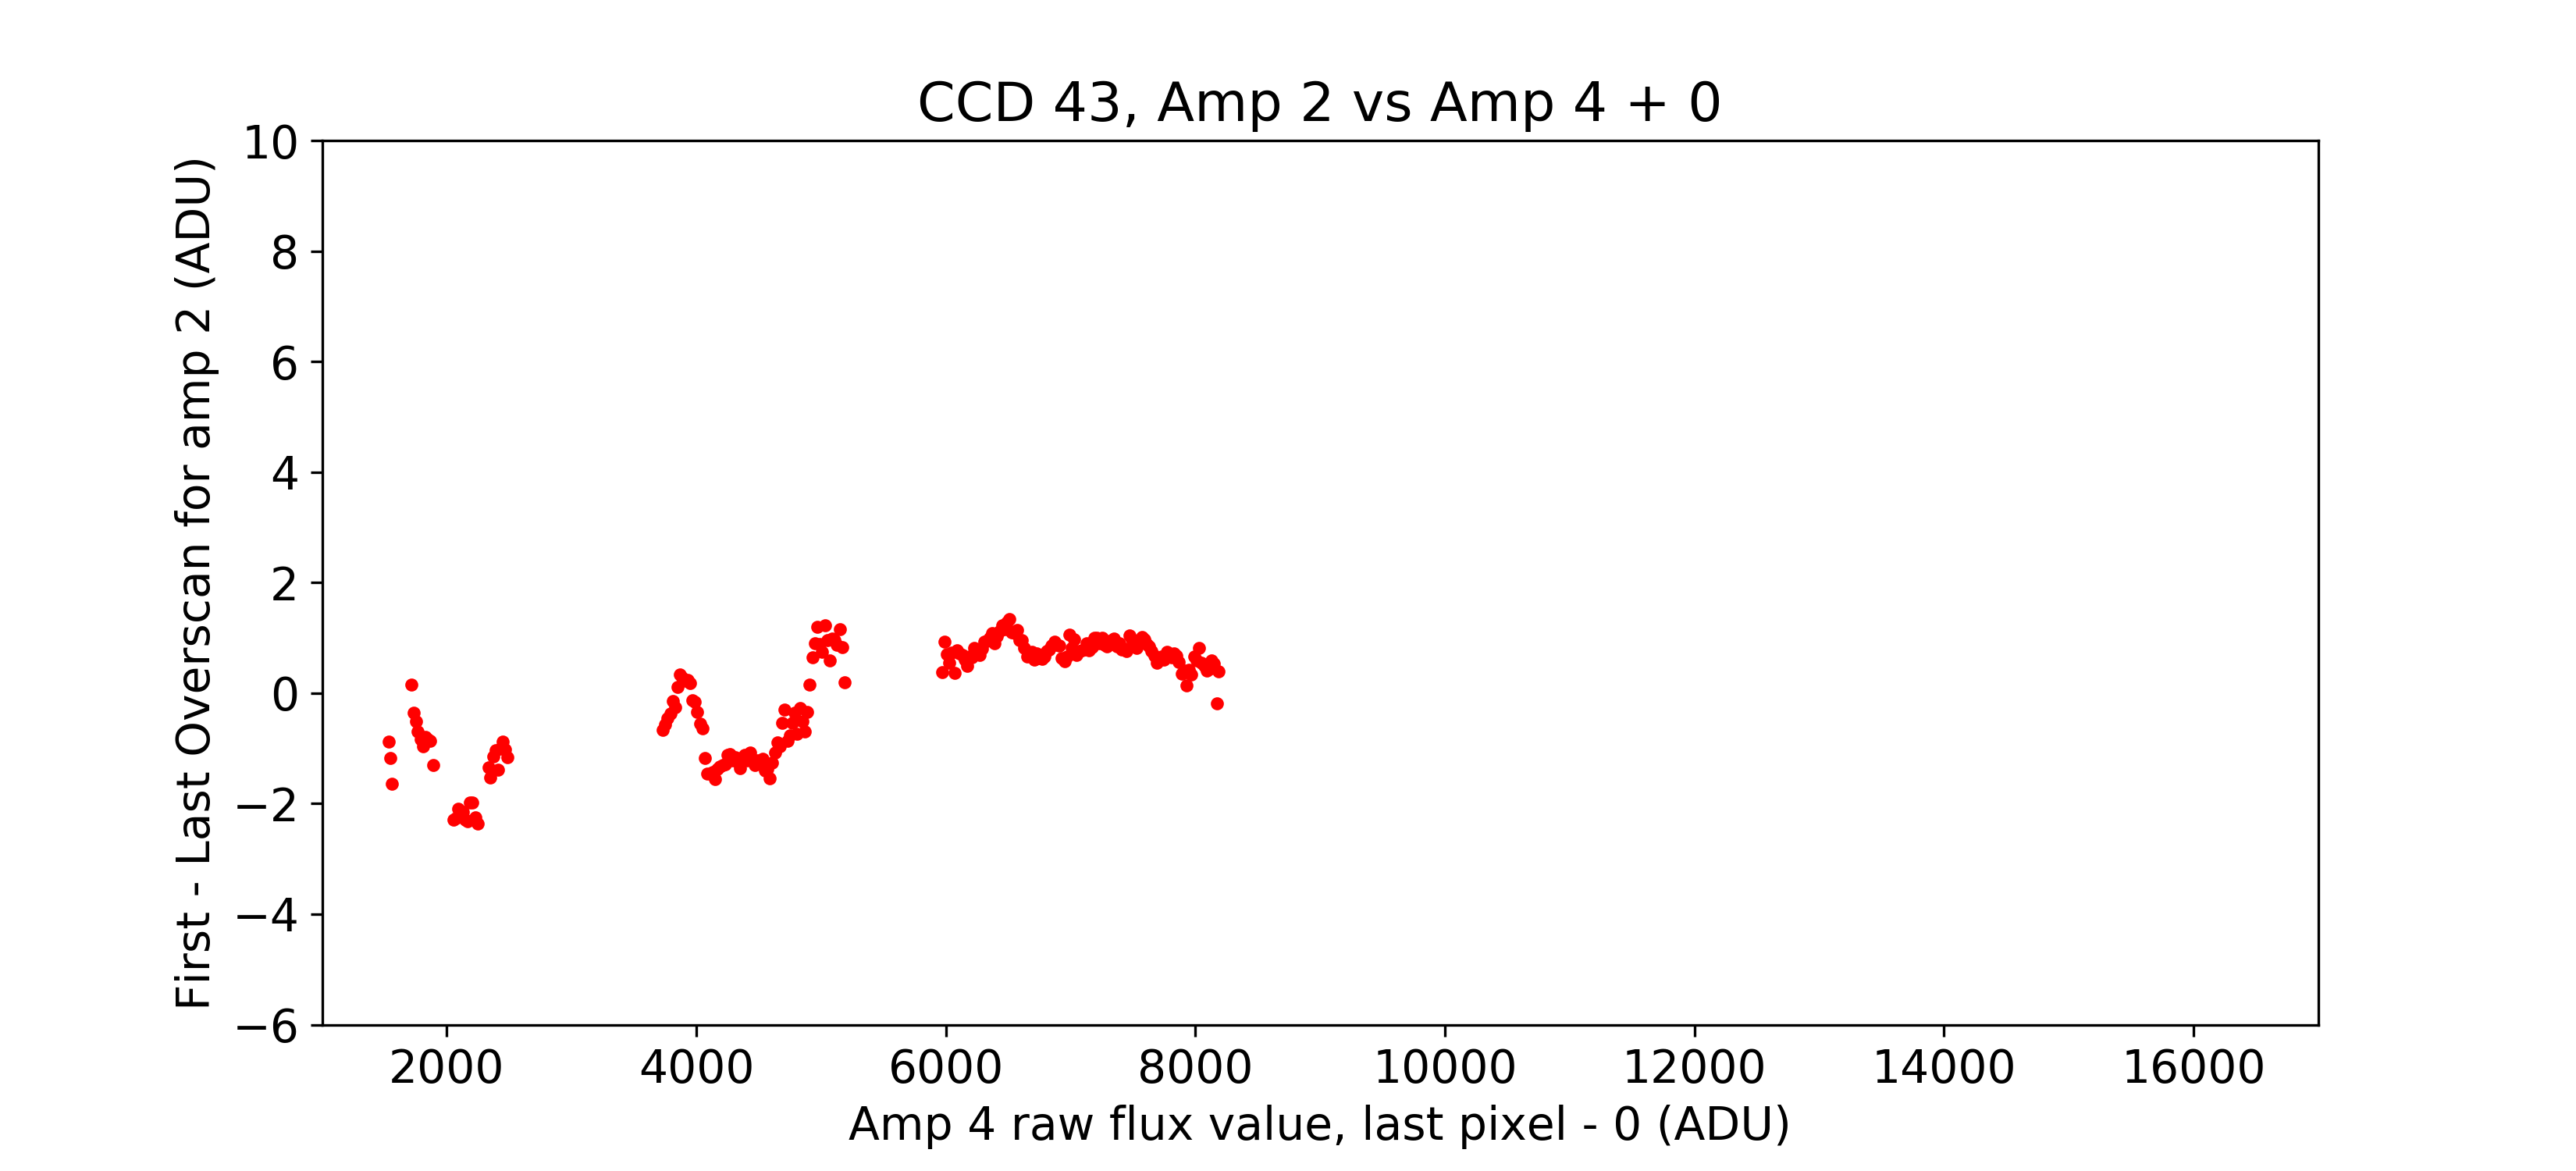 CCD 43, Amp 2 vs Amp 4 + 0
First - Last Overscan for amp 2 (ADU)
10
8
6
4
2
0
−2
−4
−6
2000 4000 6000 8000 10000 12000 14000 16000
Amp 4 raw flux value, last pixel - 0 (ADU)